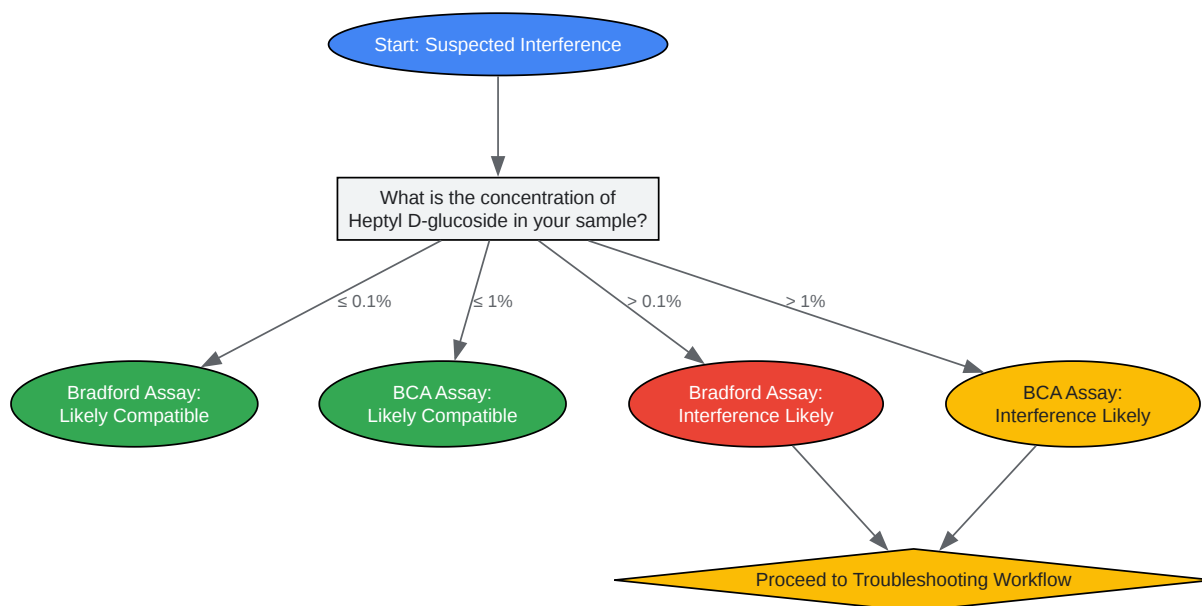 Start: Suspected Interference
What is the concentration of
Heptyl D-glucoside in your sample?
≤ 0.1%
≤ 1%
> 0.1%
> 1%
Bradford Assay:
Likely Compatible
BCA Assay:
Likely Compatible
Bradford Assay:
Interference Likely
BCA Assay:
Interference Likely
Proceed to Troubleshooting Workflow